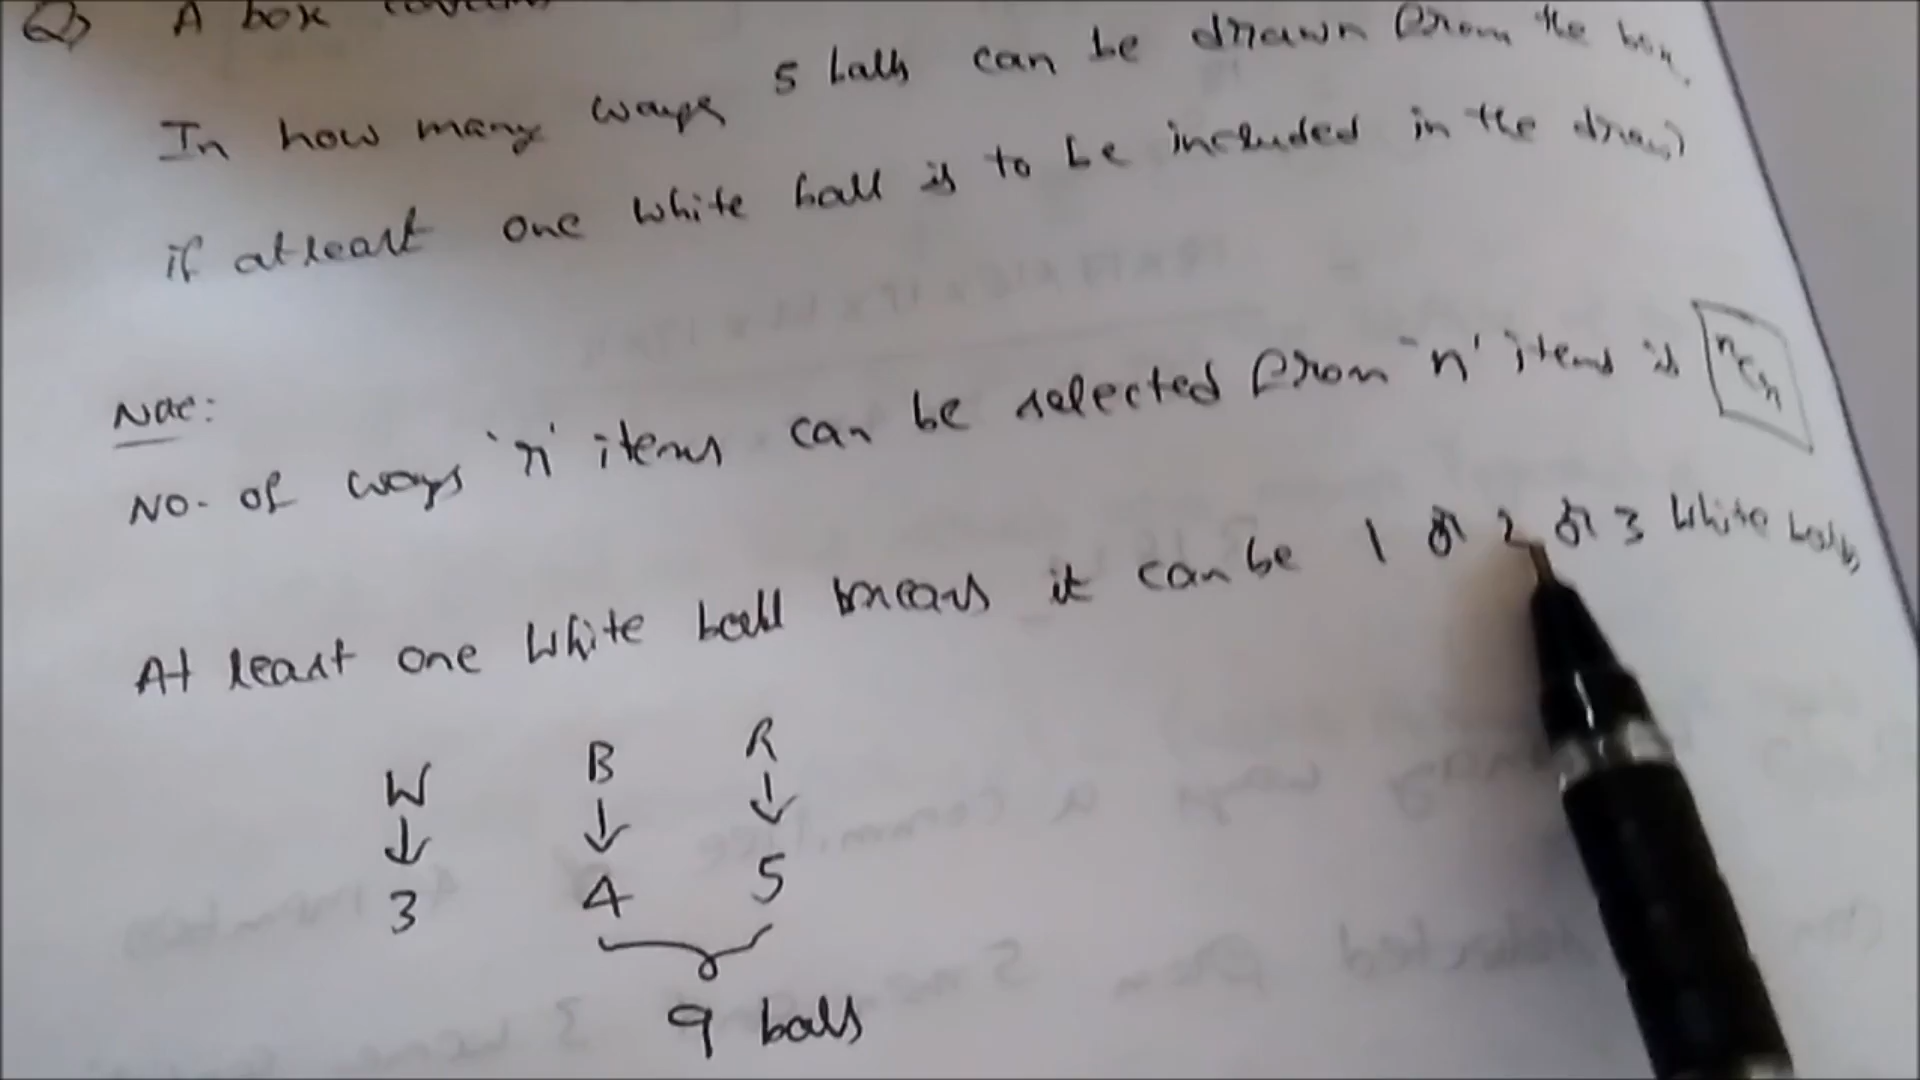 Q) A box
In how many ways 5 balls can be drawn from the box,
if atleast one white ball is to be included in the draw?
Note:
No. of ways 'r' items can be selected from 'n' items is nCr
At least one white ball means it can be 1 or 2 or 3 white balls,
W B R
↓ ↓ ↓
3 4 5
9 balls